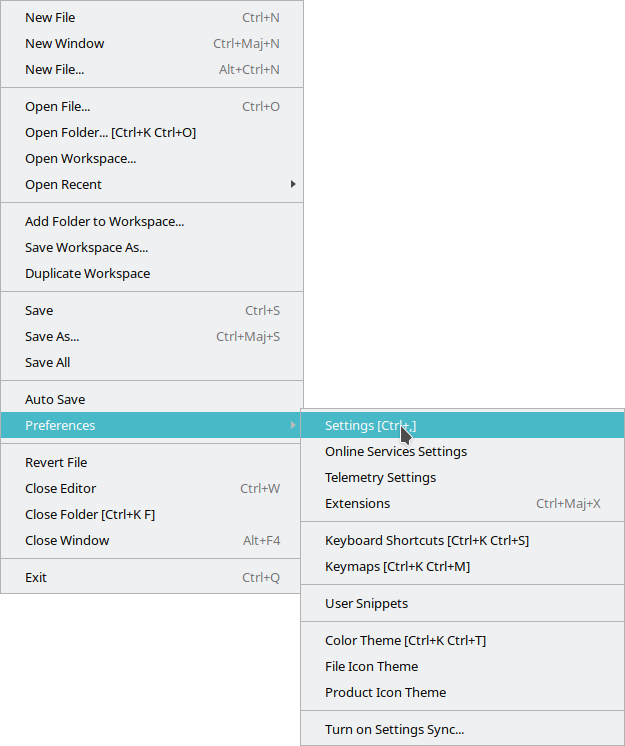 New File Ctrl+N
New Window Ctrl+Maj+N
New File... Alt+Ctrl+N
Open File... Ctrl+O
Open Folder... [Ctrl+K Ctrl+O]
Open Workspace...
Open Recent
Add Folder to Workspace...
Save Workspace As...
Duplicate Workspace
Save Ctrl+S
Save As... Ctrl+Maj+S
Save All
Auto Save
Preferences
Revert File
Close Editor Ctrl+W
Close Folder [Ctrl+K F]
Close Window Alt+F4
Exit Ctrl+Q
Settings [Ctrl+,]
Online Services Settings
Telemetry Settings
Extensions Ctrl+Maj+X
Keyboard Shortcuts [Ctrl+K Ctrl+S]
Keymaps [Ctrl+K Ctrl+M]
User Snippets
Color Theme [Ctrl+K Ctrl+T]
File Icon Theme
Product Icon Theme
Turn on Settings Sync...